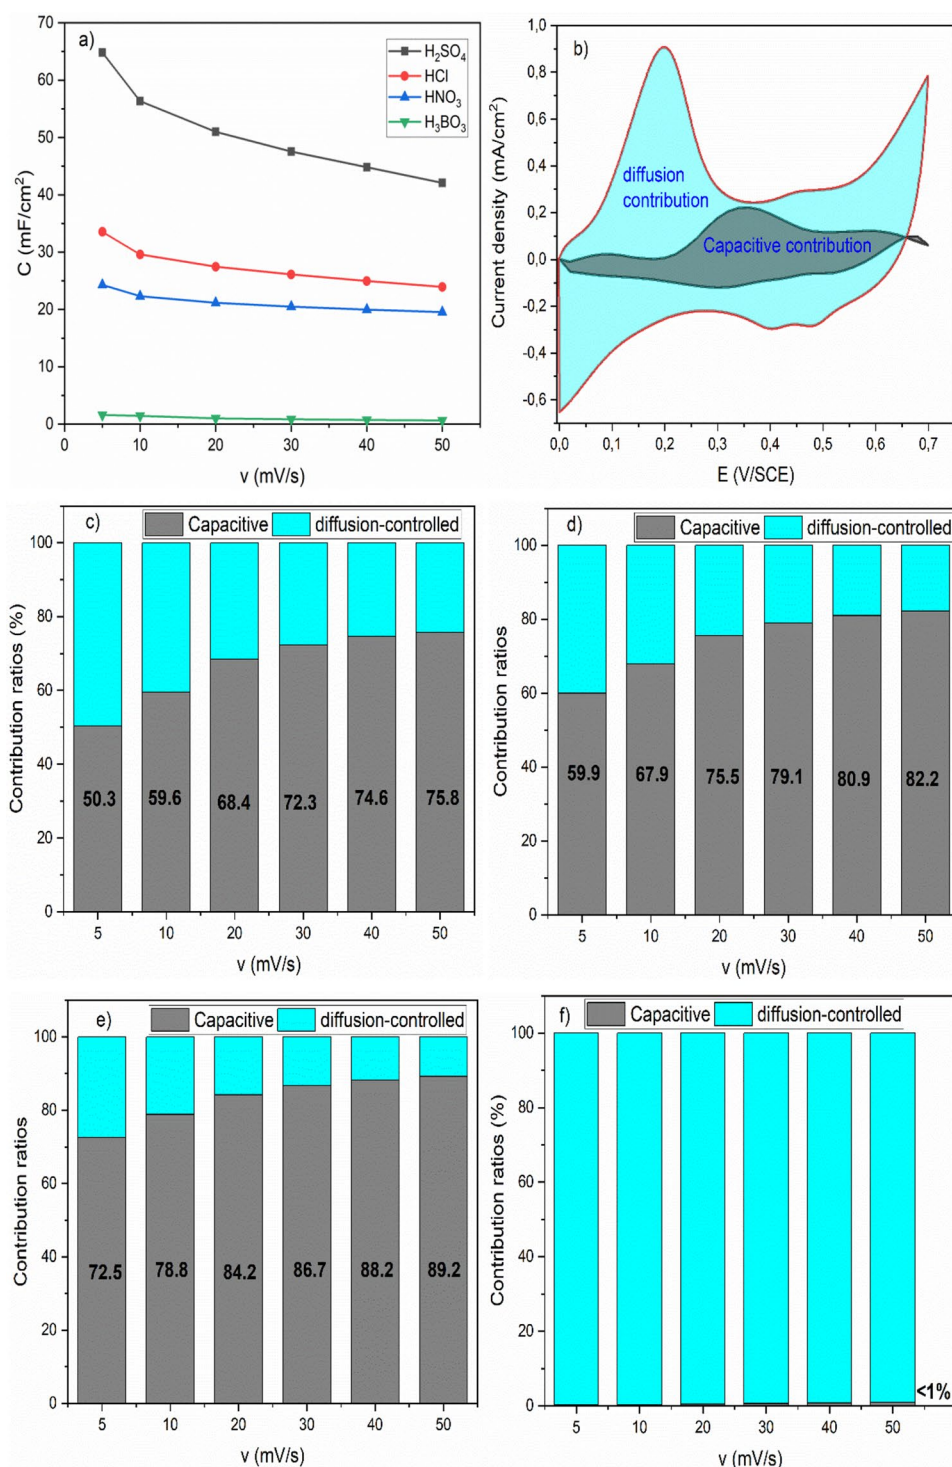 a)
C (mF/cm²)
70
60
50
40
30
20
10
0
H₂SO₄
HCl
HNO₃
H₃BO₃
0 10 20 30 40 50
v (mV/s)
b)
Current density (mA/cm²)
1,0
0,8
0,6
0,4
0,2
0,0
-0,2
-0,4
-0,6
diffusion
contribution
Capacitive contribution
0,0 0,1 0,2 0,3 0,4 0,5 0,6 0,7
E (V/SCE)
c)
Capacitive diffusion-controlled
Contribution ratios (%)
100
80
60
40
20
0
50.3 59.6 68.4 72.3 74.6 75.8
5 10 20 30 40 50
v (mV/s)
d)
Capacitive diffusion-controlled
Contribution ratios
100
80
60
40
20
0
59.9 67.9 75.5 79.1 80.9 82.2
5 10 20 30 40 50
v (mV/s)
e)
Capacitive diffusion-controlled
Contribution ratios
100
80
60
40
20
0
72.5 78.8 84.2 86.7 88.2 89.2
5 10 20 30 40 50
v (mV/s)
f)
Capacitive diffusion-controlled
Contribution ratios (%)
100
80
60
40
20
0
<1%
5 10 20 30 40 50
v (mV/s)